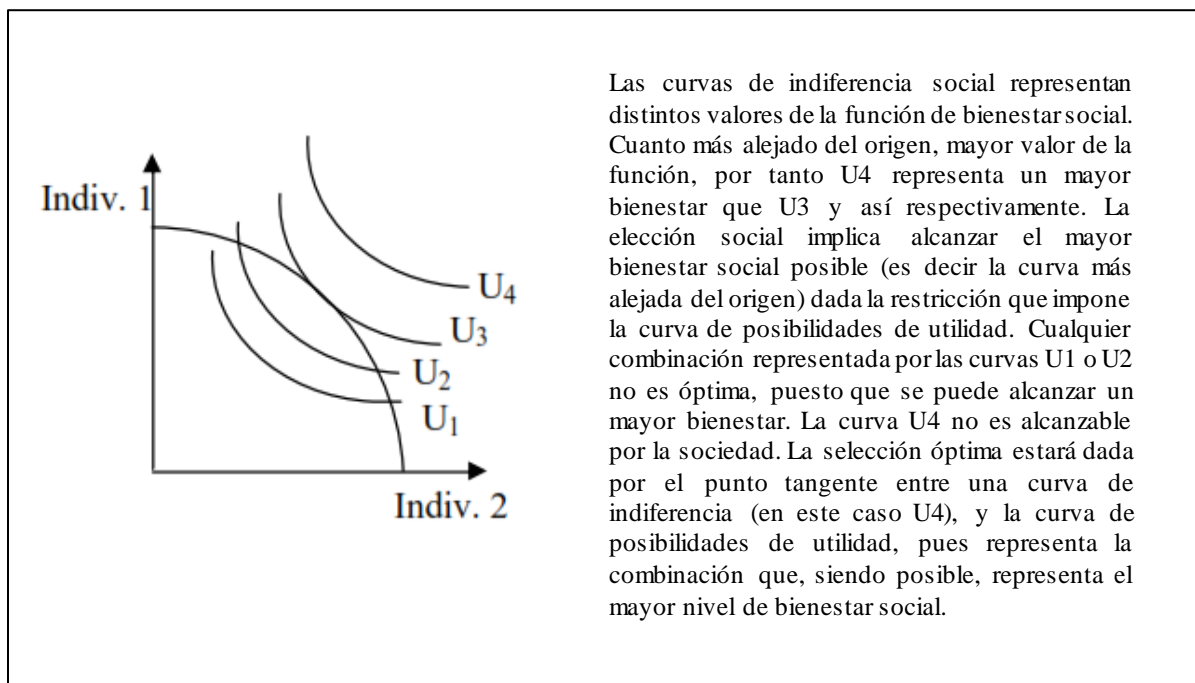 Indiv. 1
U4
U3
U2
U1
Indiv. 2
Las curvas de indiferencia social representan
distintos valores de la función de bienestar social.
Cuanto más alejado del origen, mayor valor de la
función, por tanto U4 representa un mayor
bienestar que U3 y así respectivamente. La
elección social implica alcanzar el mayor
bienestar social posible (es decir la curva más
alejada del origen) dada la restricción que impone
la curva de posibilidades de utilidad. Cualquier
combinación representada por las curvas U1 o U2
no es óptima, puesto que se puede alcanzar un
mayor bienestar. La curva U4 no es alcanzable
por la sociedad. La selección óptima estará dada
por el punto tangente entre una curva de
indiferencia (en este caso U4), y la curva de
posibilidades de utilidad, pues representa la
combinación que, siendo posible, representa el
mayor nivel de bienestar social.